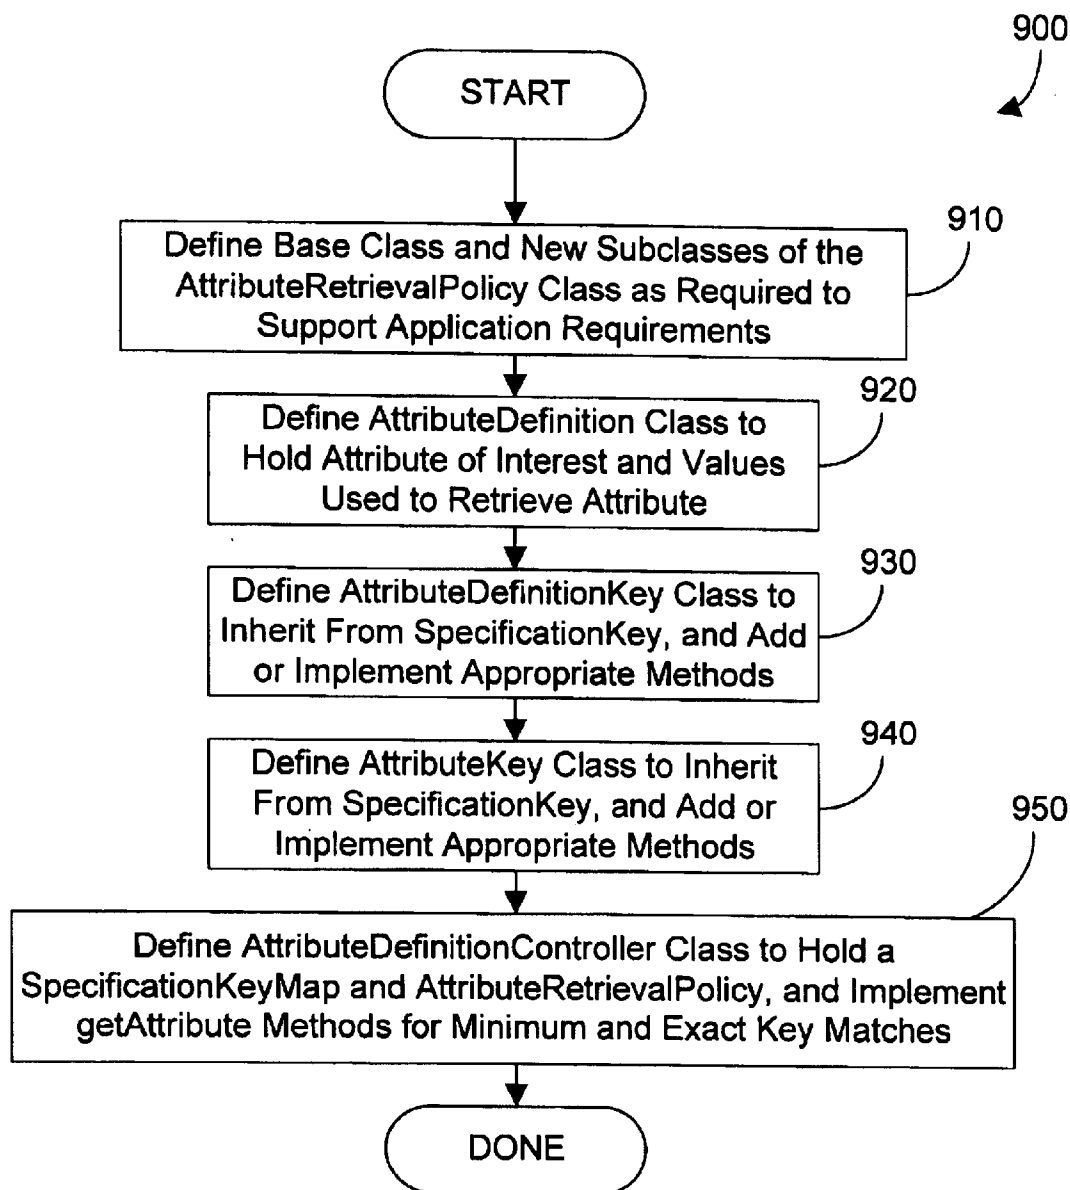 900
START
910
Define Base Class and New Subclasses of the
AttributeRetrievalPolicy Class as Required to
Support Application Requirements
920
Define AttributeDefinition Class to
Hold Attribute of Interest and Values
Used to Retrieve Attribute
930
Define AttributeDefinitionKey Class to
Inherit From SpecificationKey, and Add
or Implement Appropriate Methods
940
Define AttributeKey Class to Inherit
From SpecificationKey, and Add or
Implement Appropriate Methods
950
Define AttributeDefinitionController Class to Hold a
SpecificationKeyMap and AttributeRetrievalPolicy, and Implement
getAttribute Methods for Minimum and Exact Key Matches
DONE